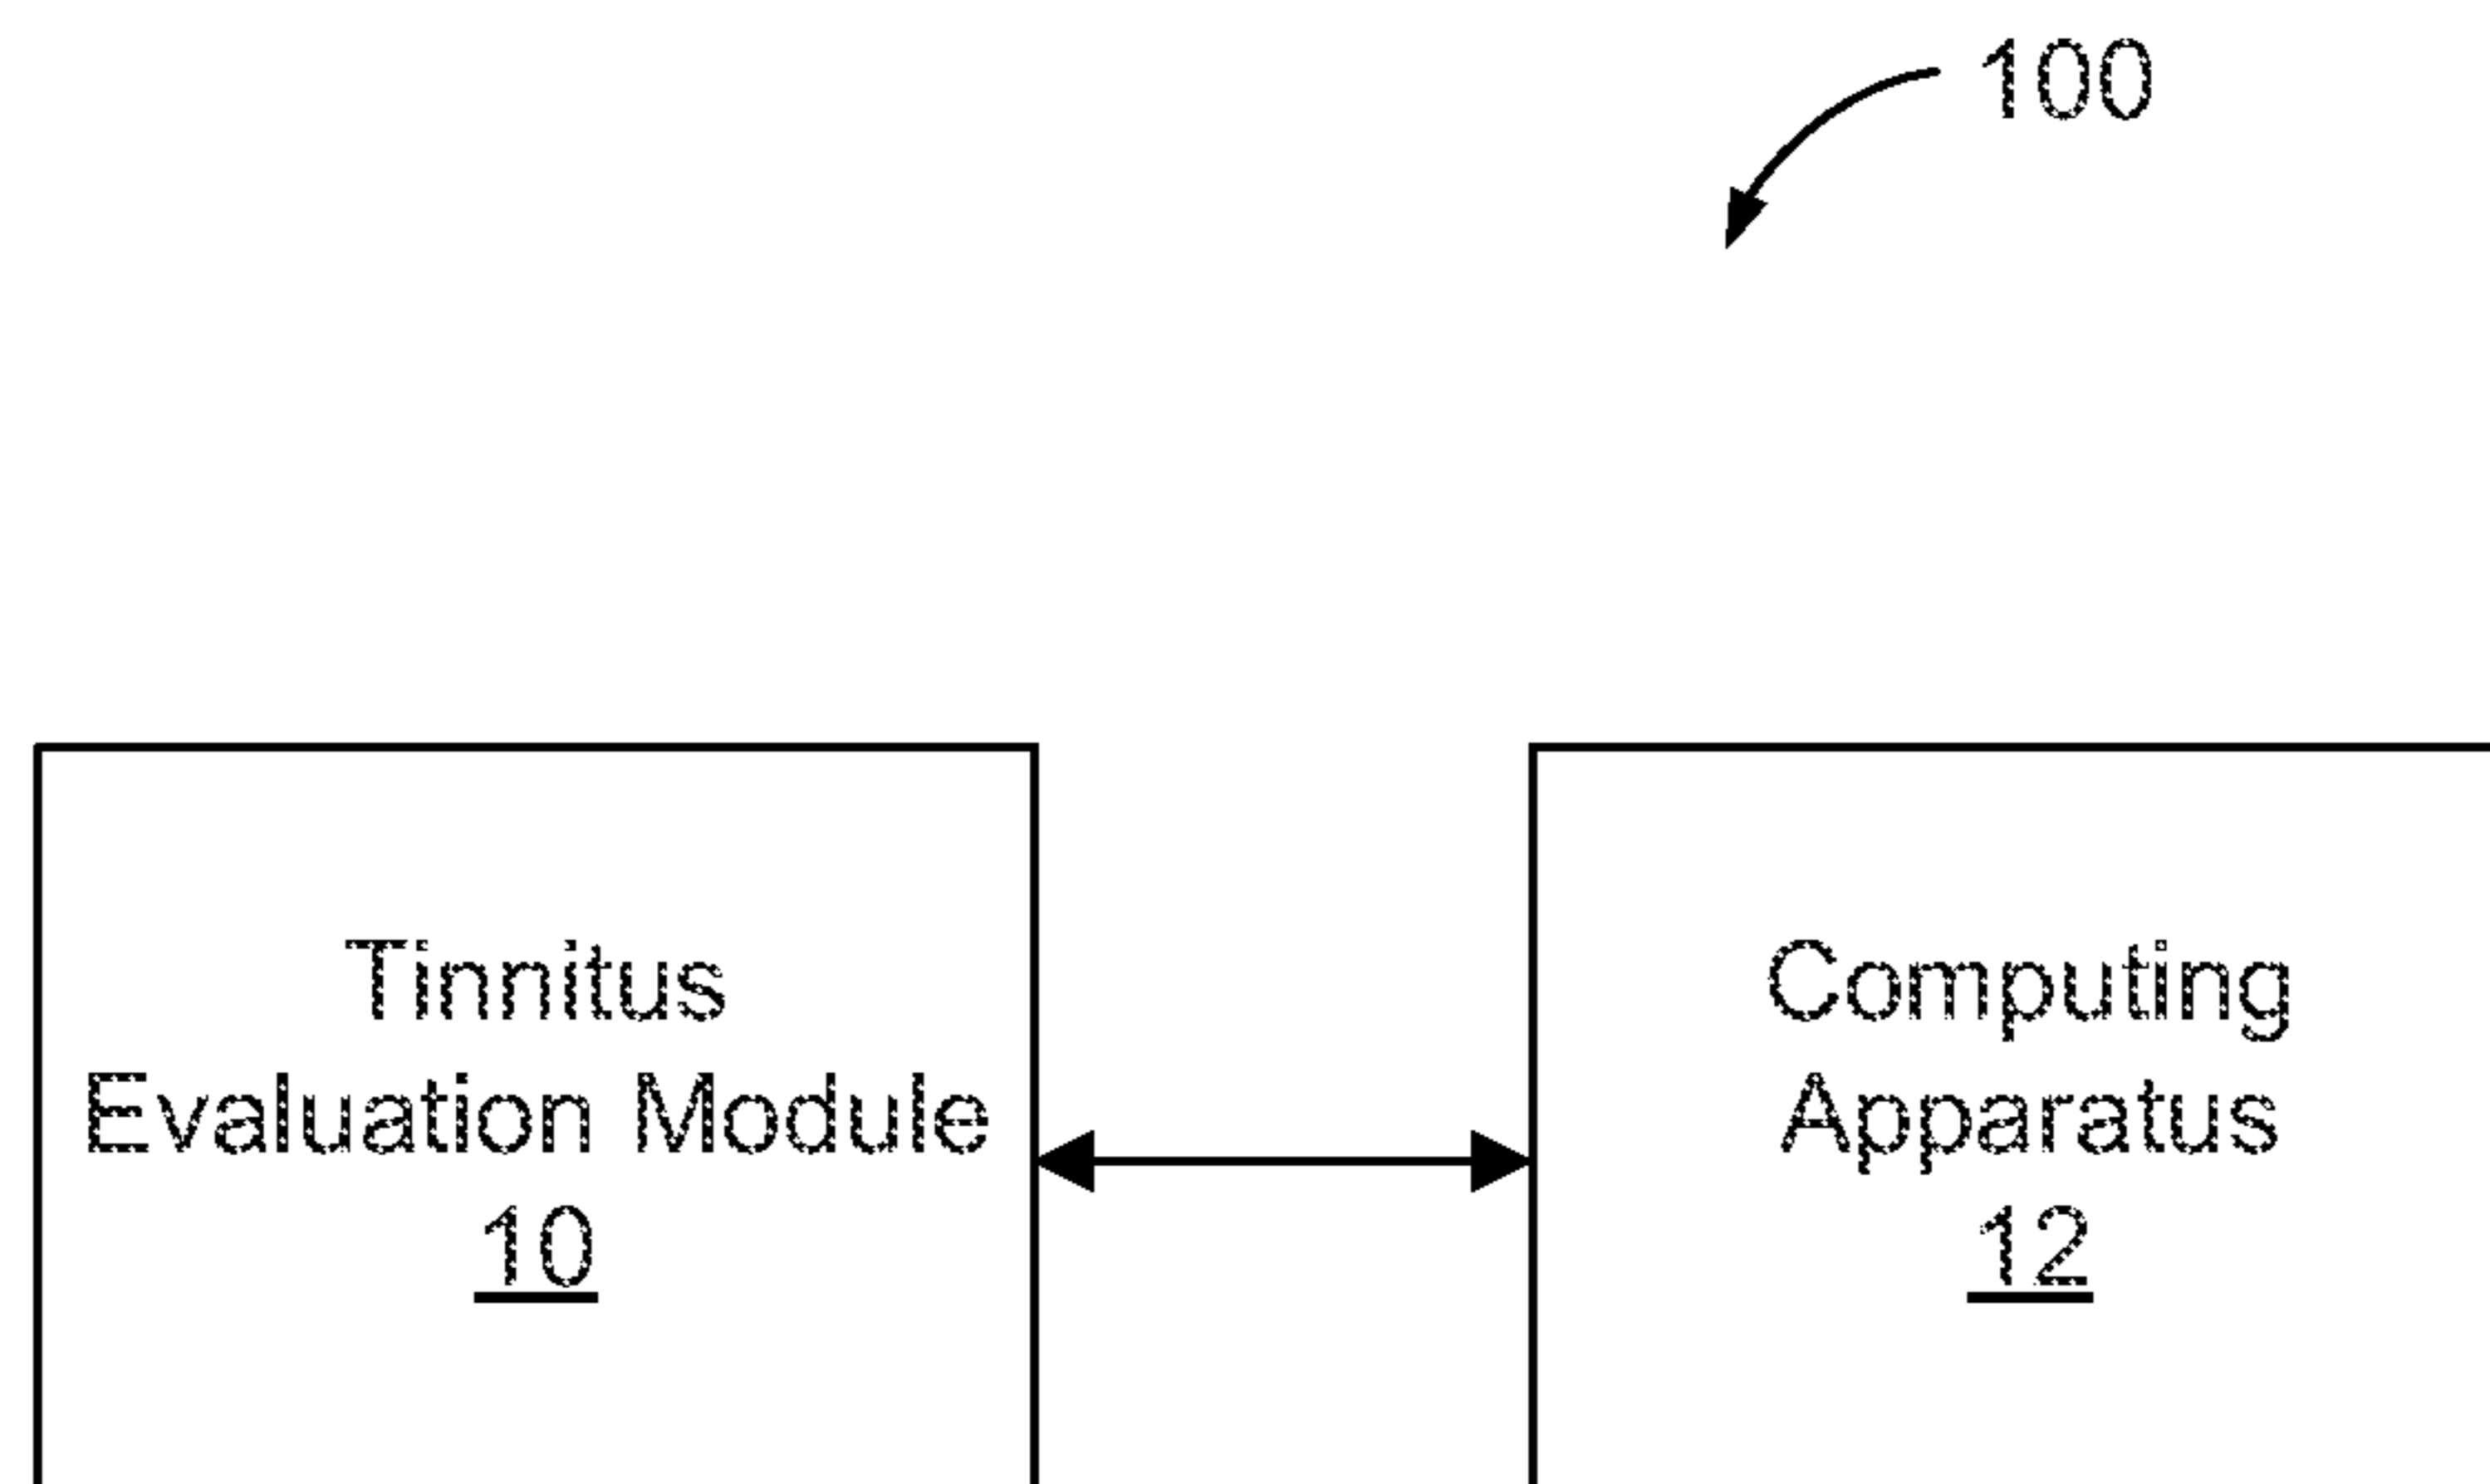 100
Tinnitus
Evaluation Module
10
Computing
Apparatus
12